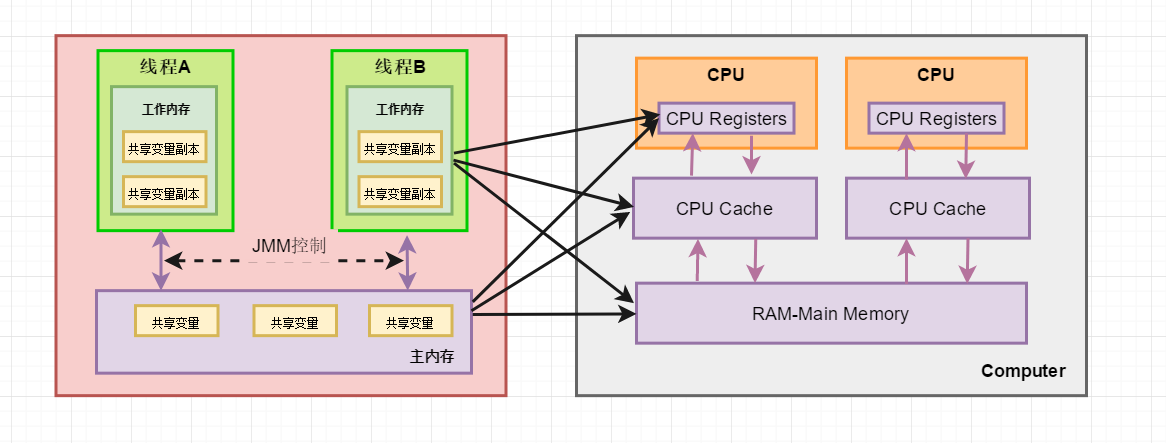 线程A
工作内存
共享变量副本
共享变量副本
线程B
工作内存
共享变量副本
共享变量副本
JMM控制
共享变量
共享变量
共享变量
主内存
CPU
CPU Registers
CPU
CPU Registers
CPU Cache
CPU Cache
RAM-Main Memory
Computer